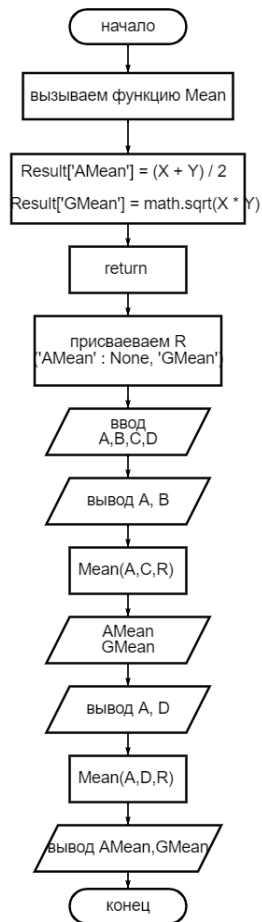 начало
вызываем функцию Mean
Result['AMean'] = (X + Y) / 2
Result['GMean'] = math.sqrt(X * Y)
return
присваеваем R
('AMean' : None, 'GMean')
ввод
A,B,C,D
вывод A, B
Mean(A,C,R)
AMean
GMean
вывод A, D
Mean(A,D,R)
вывод AMean,GMean
конец